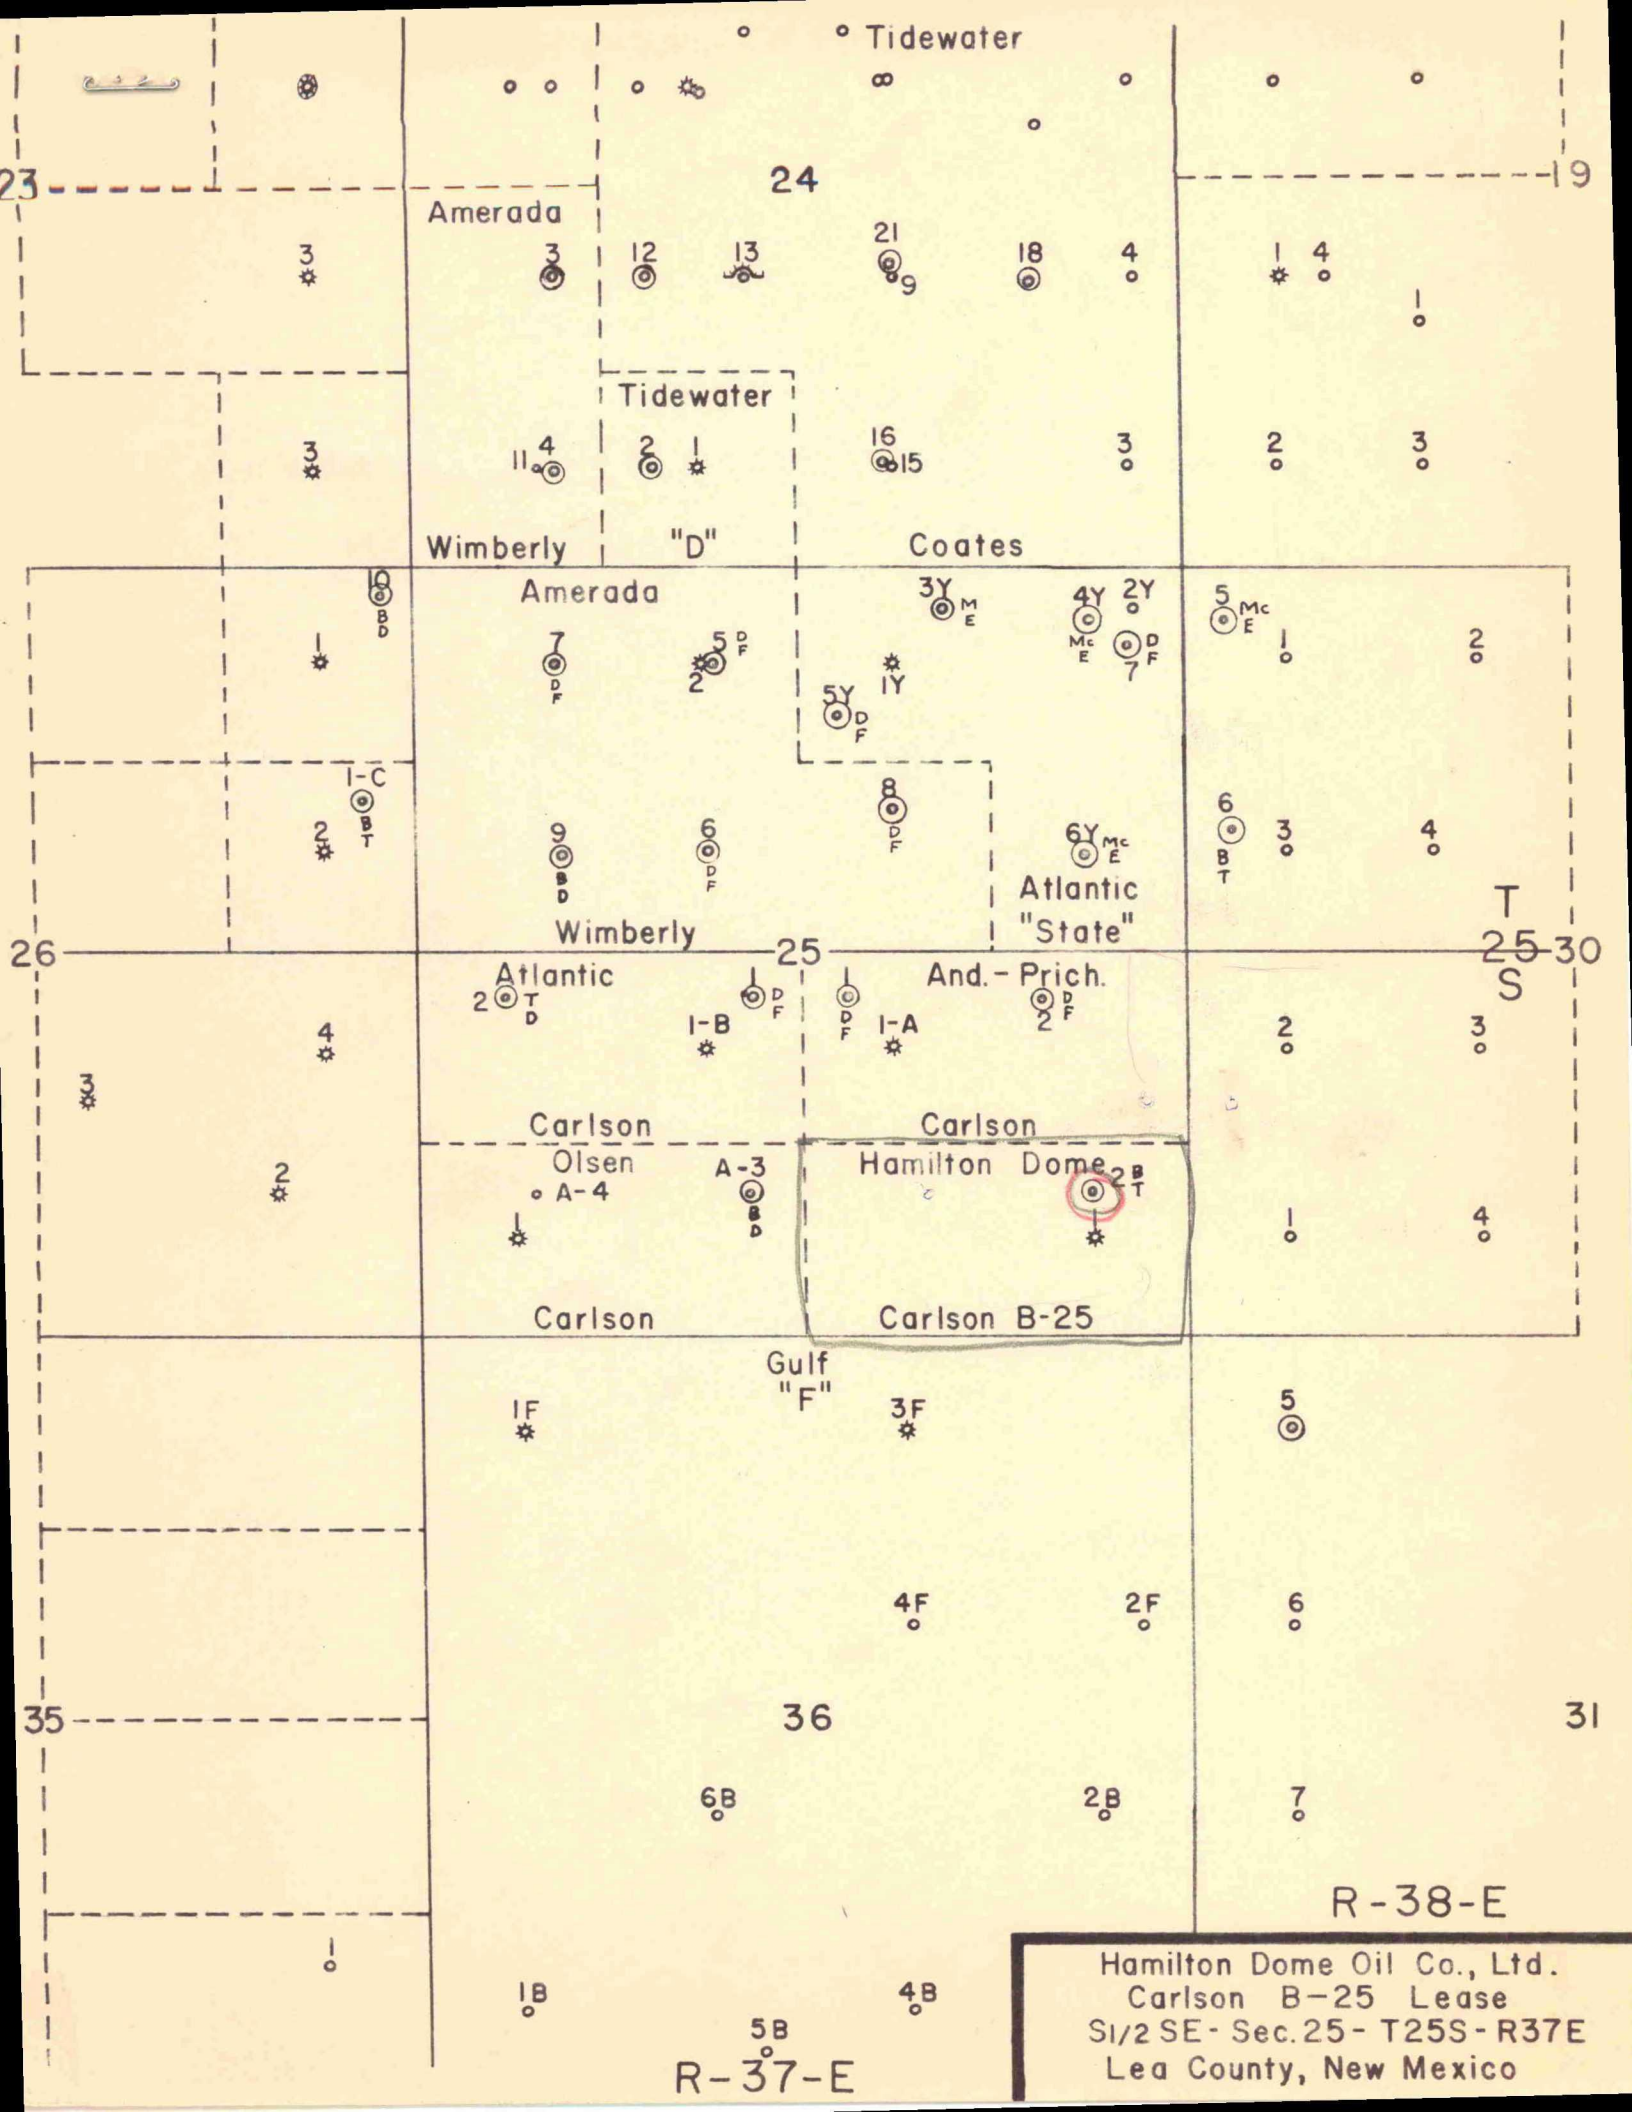 Tidewater
23
24
19
Amerada
3
3
12
13
21
9
18
4
1
4
1
Tidewater
3
11
4
2
1
16
15
3
2
3
Wimberly
"D"
Coates
10
B
D
Amerada
3Y
M
E
4Y
Mc
E
2Y
5
Mc
E
1
7
D
F
5
D
F
2
1Y
7
D
F
1
2
5Y
D
F
1-C
B
T
2
9
B
D
6
D
F
8
D
F
6Y
Mc
E
6
B
T
3
4
Atlantic
"State"
T
25
S
Wimberly
26
25
30
Atlantic
And.-Prich.
2
T
D
1
D
F
1
D
F
2
D
F
4
1-B
1-A
2
3
3
Carlson
Carlson
Olsen
A-3
B
D
Hamilton Dome
2
B
T
2
A-4
1
1
1
4
Carlson
Carlson B-25
Gulf
"F"
1F
3F
5
4F
2F
6
35
36
31
6B
2B
7
R-38-E
1
1B
4B
5B
R-37-E
Hamilton Dome Oil Co., Ltd.
Carlson B-25 Lease
S1/2 SE - Sec. 25 - T25S - R37E
Lea County, New Mexico